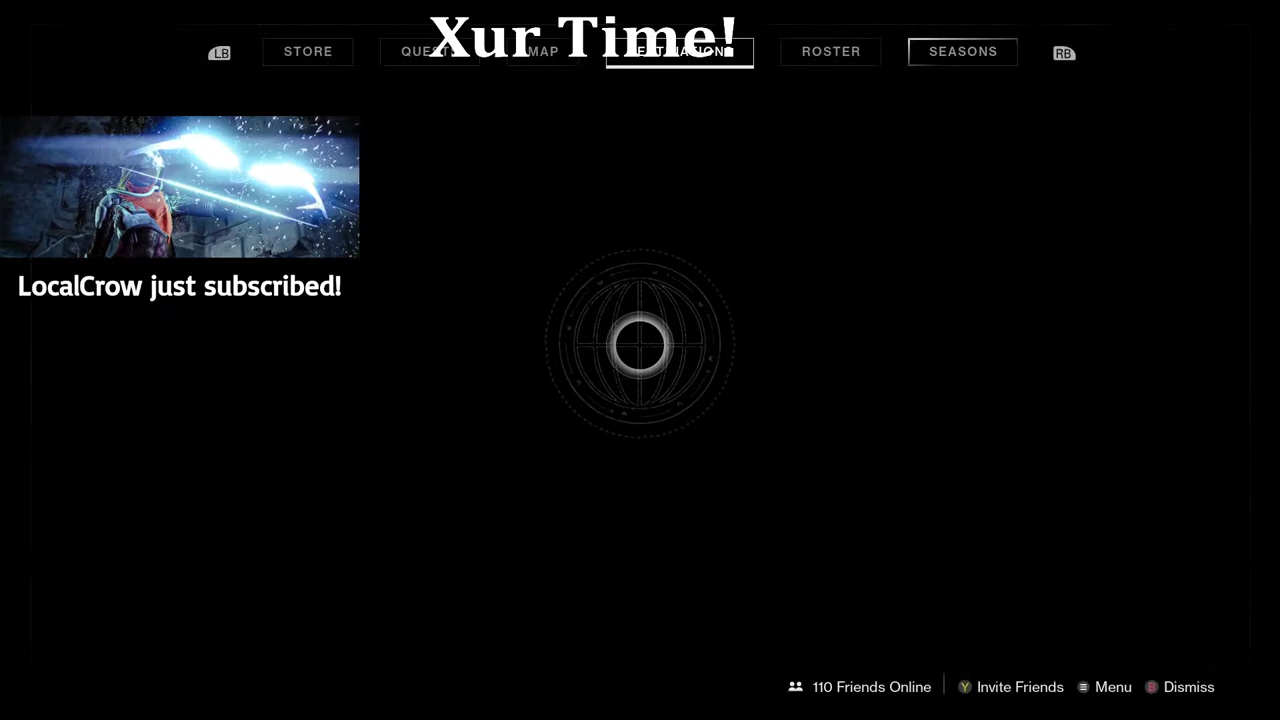 Xur Time!
LB STORE MAP ROSTER SEASONS RB
LocalCrow just subscribed!
110 Friends Online Y Invite Friends Menu B Dismiss